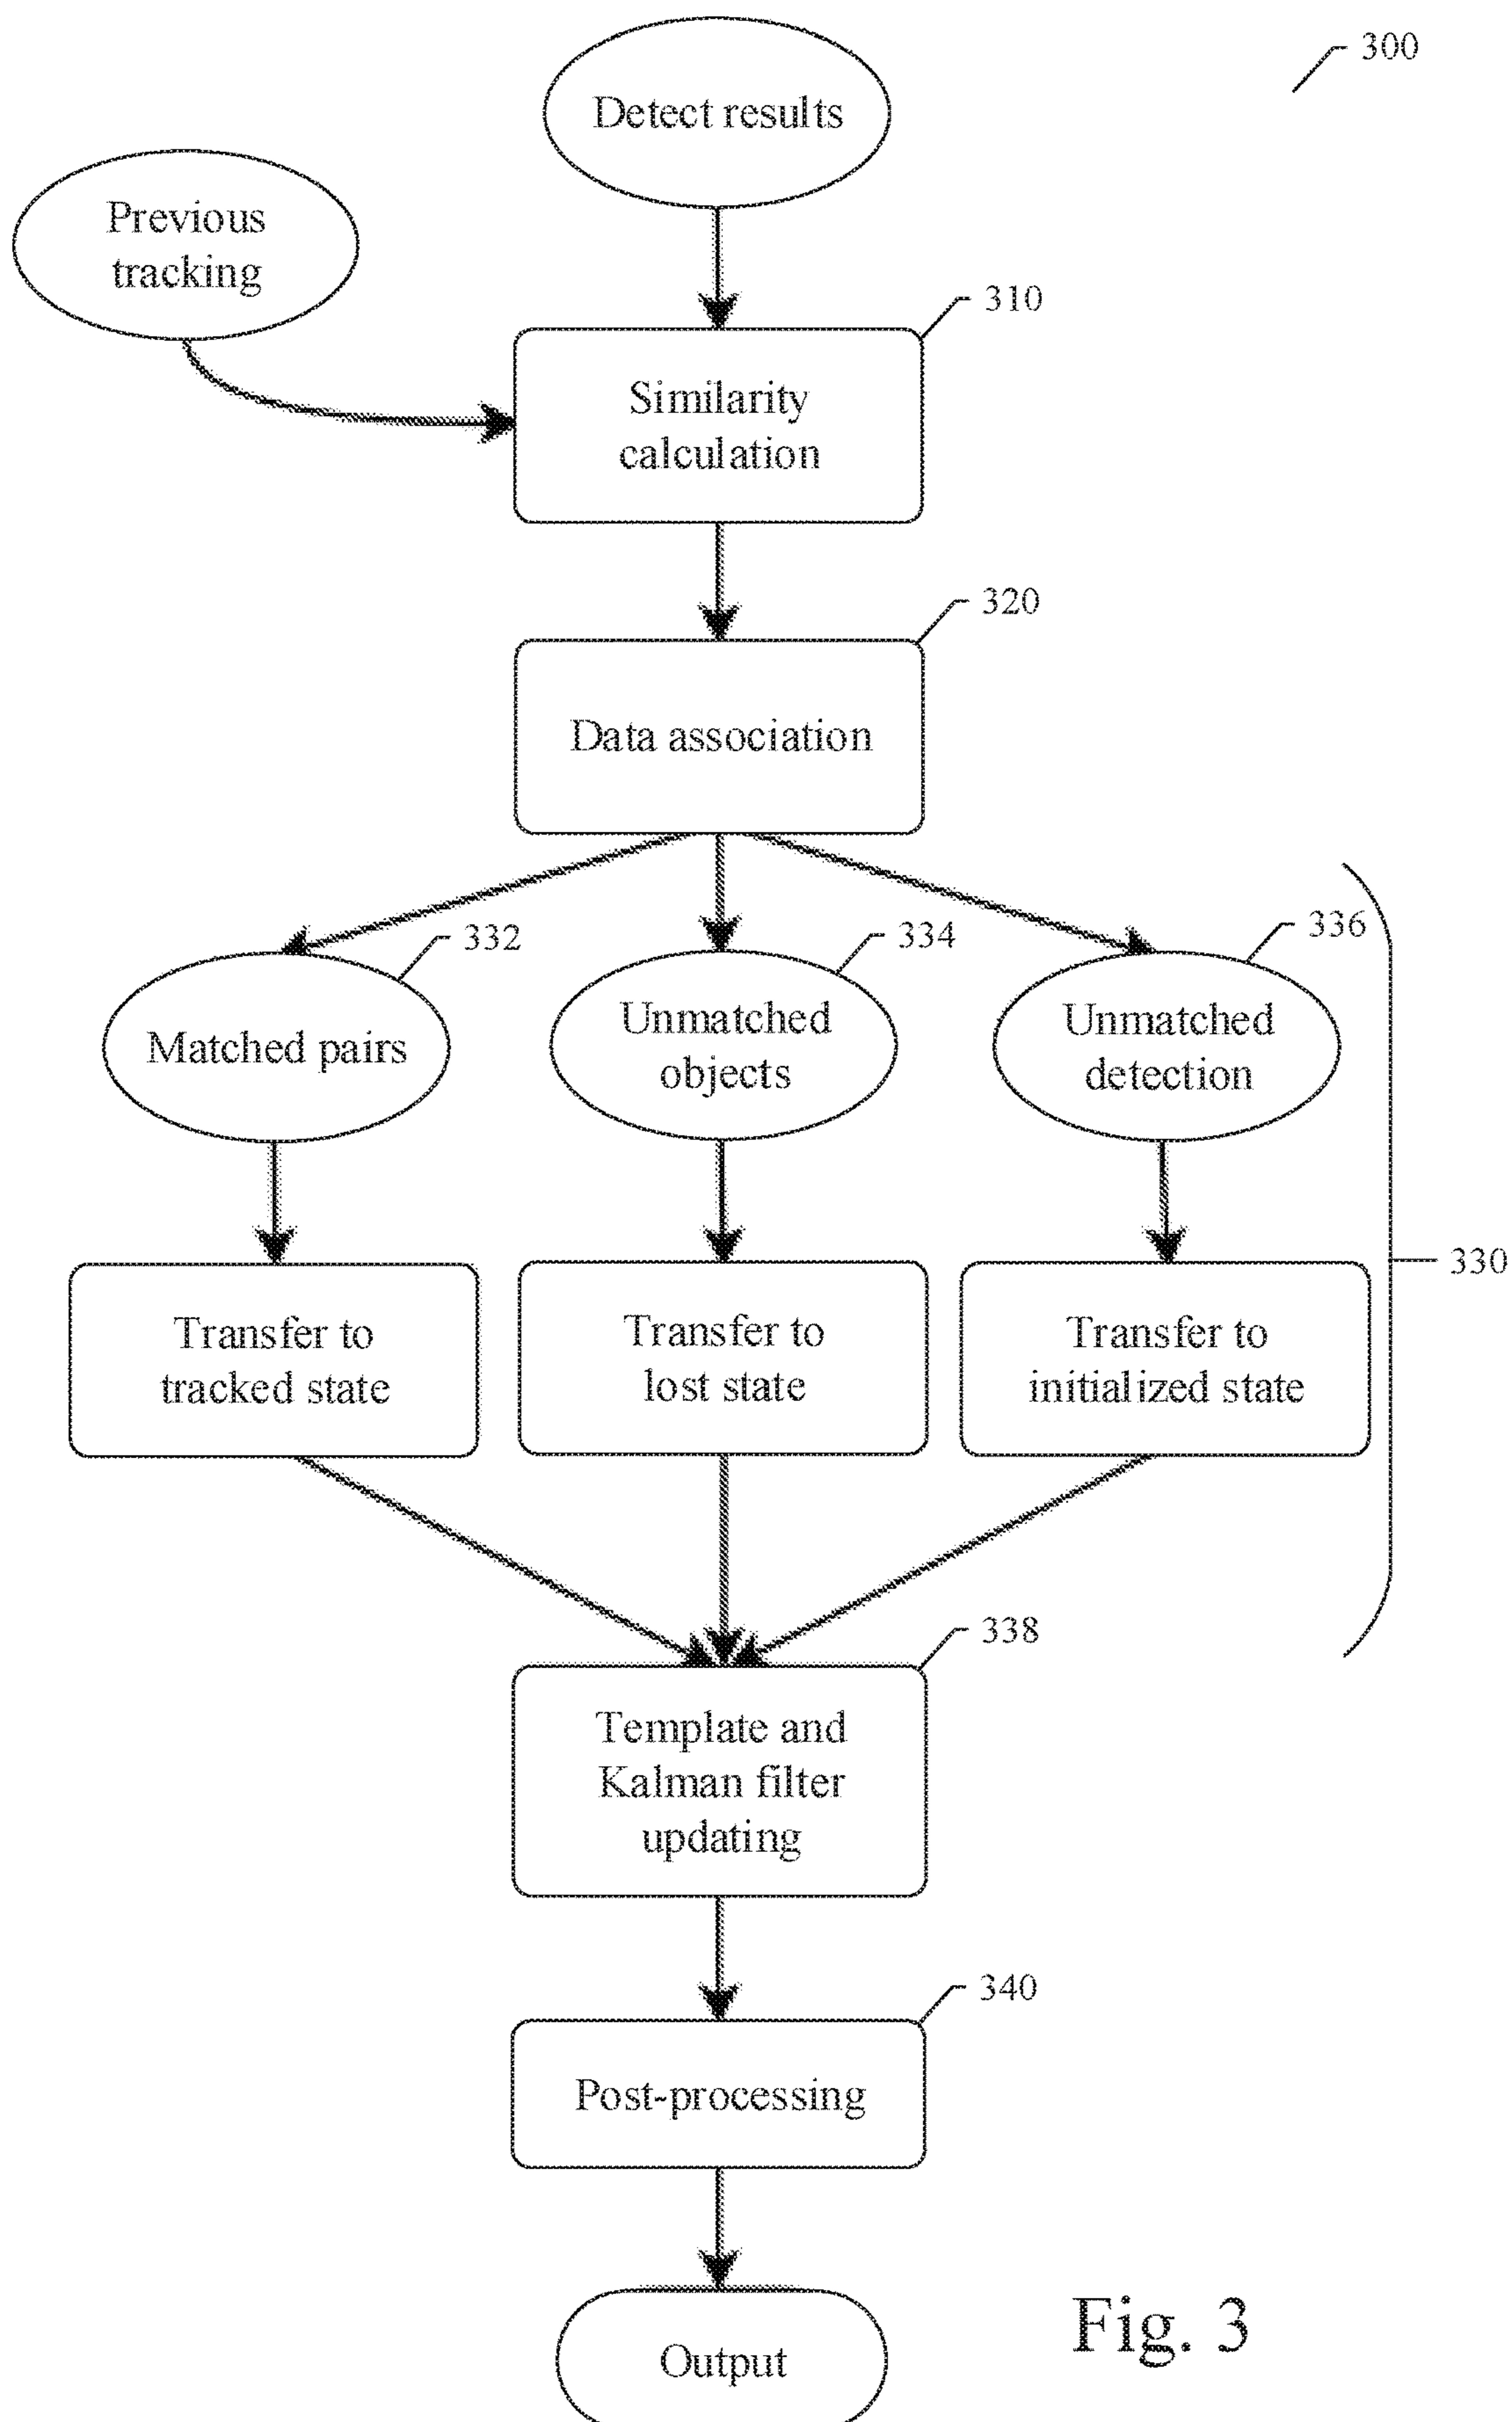 300
Detect results
Previous
tracking
310
Similarity
calculation
320
Data association
332
334
336
Matched pairs
Unmatched
objects
Unmatched
detection
330
Transfer to
tracked state
Transfer to
lost state
Transfer to
initialized state
338
Template and
Kalman filter
updating
340
Post-processing
Output
Fig. 3